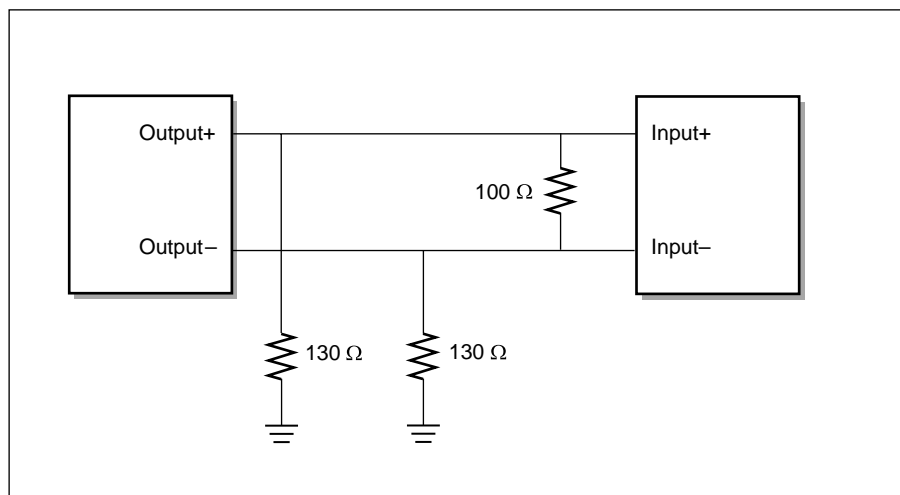 Output+
Input+
100 Ω
Output–
Input–
130 Ω
130 Ω